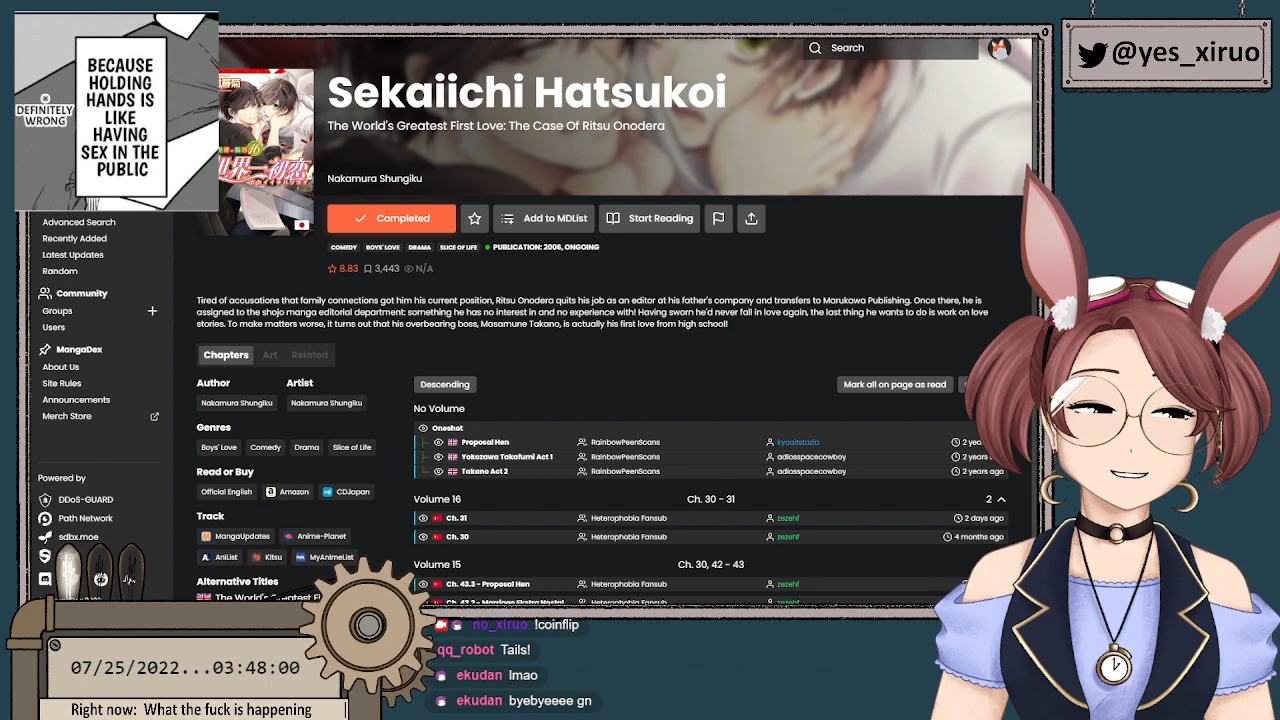 BECAUSE
HOLDING
HANDS IS
LIKE
HAVING
SEX IN THE
PUBLIC
DEFINITELY
WRONG
@yes_xiruo
Search
Sekaiichi Hatsukoi
The World's Greatest First Love: The Case Of Ritsu Onodera
Nakamura Shungiku
Completed
Add to MDList
Start Reading
COMEDY BOYS' LOVE DRAMA SLICE OF LIFE PUBLICATION: 2006, ONGOING
8.83 3,443 N/A
Tired of accusations that family connections got him his current position, Ritsu Onodera quits his job as an editor at his father's company and transfers to Marukawa Publishing. Once there, he is
assigned to the shojo manga editorial department: something he has no interest in and no experience with! Having sworn he'd never fall in love again, the last thing he wants to do is work on love
stories. To make matters worse, it turns out that his overbearing boss, Masamune Takano, is actually his first love from high school!
Advanced Search
Recently Added
Latest Updates
Random
Community
Groups
Users
MangaDex
About Us
Site Rules
Announcements
Merch Store
Powered by
DDoS-GUARD
Path Network
sdbx.moe
Chapters Art Related
Author Artist
Nakamura Shungiku Nakamura Shungiku
Genres
Boys' Love Comedy Drama Slice of Life
Read or Buy
Official English Amazon CDJapan
Track
MangaUpdates Anime-Planet
AniList Kitsu MyAnimeList
Alternative Titles
Descending
Mark all on page as read
No Volume
Oneshot
Proposal Hen RainbowPeenScans kyaaitstazia
Yokozawa Takafumi Act 1 RainbowPeenScans adiosspacecowboy 2 years
Takano Act 2 RainbowPeenScans adiosspacecowboy 2 years ago
Volume 16 Ch. 30 - 31 2
Ch. 31 Heterophobia Fansub zezehf 2 days ago
Ch. 30 Heterophobia Fansub zezehf 4 months ago
Volume 15 Ch. 30, 42 - 43
Ch. 43.3 - Proposal Hen Heterophobia Fansub zezehf
07/25/2022...03:48:00
Right now: What the fuck is happening
no_xiruo !coinflip
qq_robot Tails!
ekudan lmao
ekudan byebyeeee gn